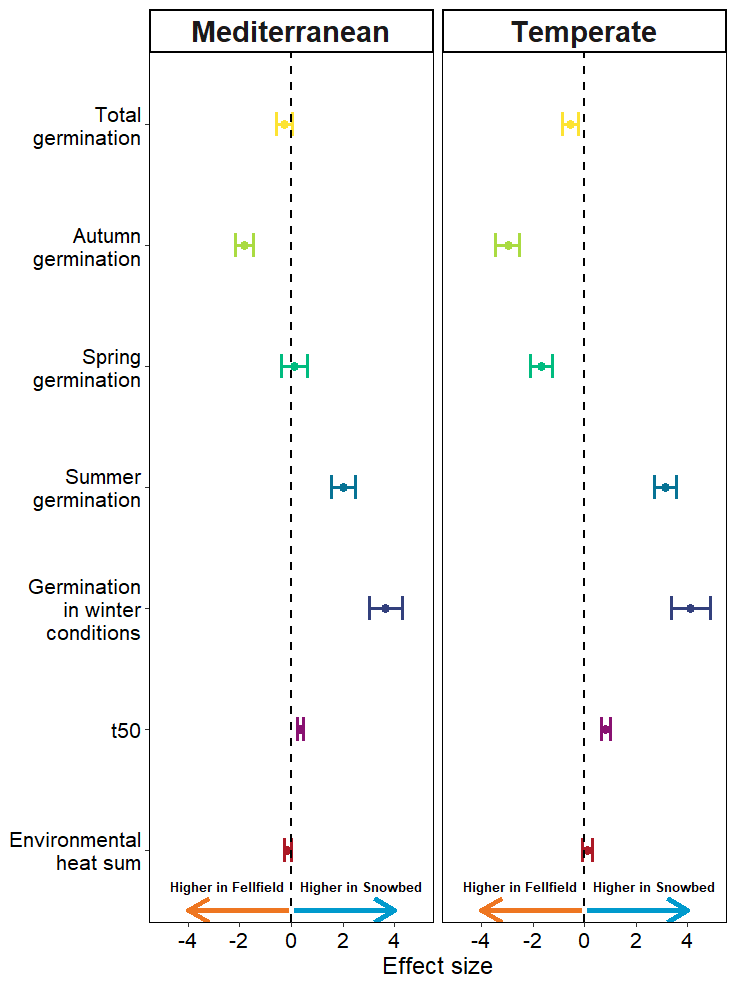 Mediterranean
Temperate
Total
germination
Autumn
germination
Spring
germination
Summer
germination
Germination
in winter
conditions
t50
Environmental
heat sum
Higher in Fellfield
Higher in Snowbed
Higher in Fellfield
Higher in Snowbed
-4 -2 0 2 4
-4 -2 0 2 4
Effect size